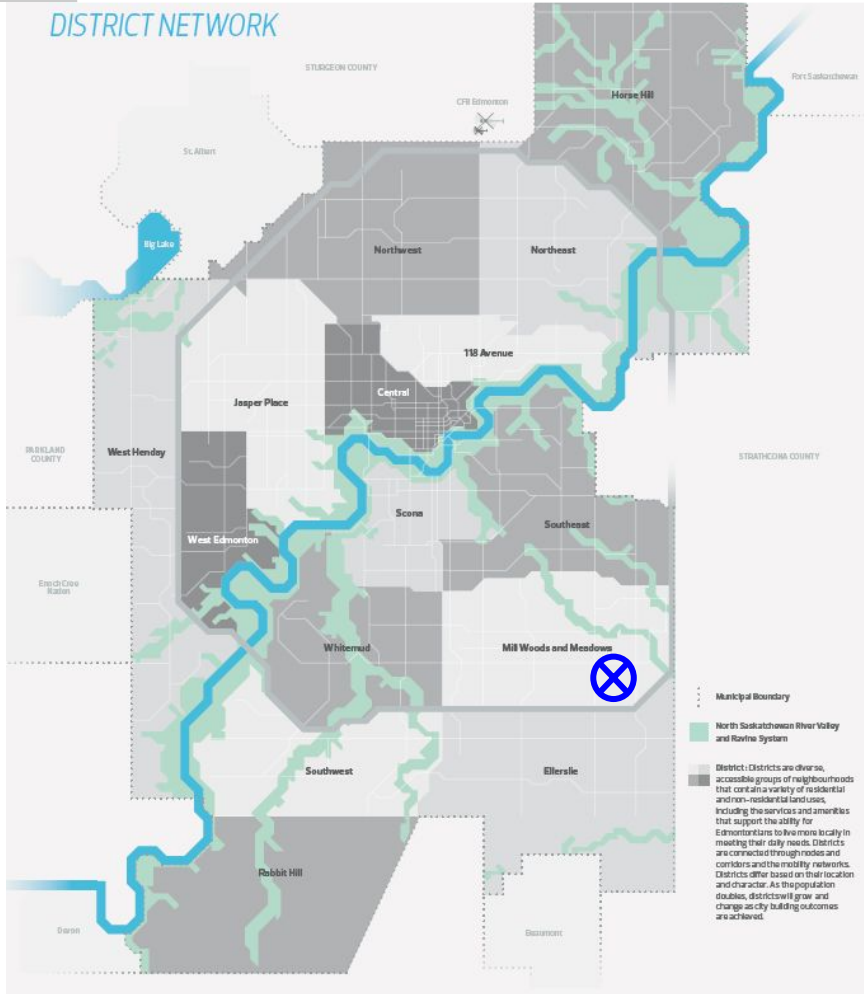 DISTRICT NETWORK
STURGEON COUNTY
Fort Saskatchewan
Horse Hill
CFB Edmonton
St. Albert
Big Lake
Northwest
Northeast
118 Avenue
Central
Jasper Place
West Henday
PARKLAND
COUNTY
STRATHCONA COUNTY
Scona
Southeast
West Edmonton
Enoch Cree
Nation
Whitemud
Mill Woods and Meadows
Southwest
Ellerslie
Rabbit Hill
Devon
Beaumont
Municipal Boundary
North Saskatchewan River Valley
and Ravine System
District: Districts are diverse,
accessible groups of neighbourhoods
that contain a variety of residential
and non-residential land uses,
including the services and amenities
that support the ability for
Edmontontians to live more locally in
meeting their daily needs. Districts
are connected through nodes and
corridors and the mobility networks.
Districts differ based on their location
and character. As the population
doubles, districts will grow and
change as city building outcomes
are achieved.